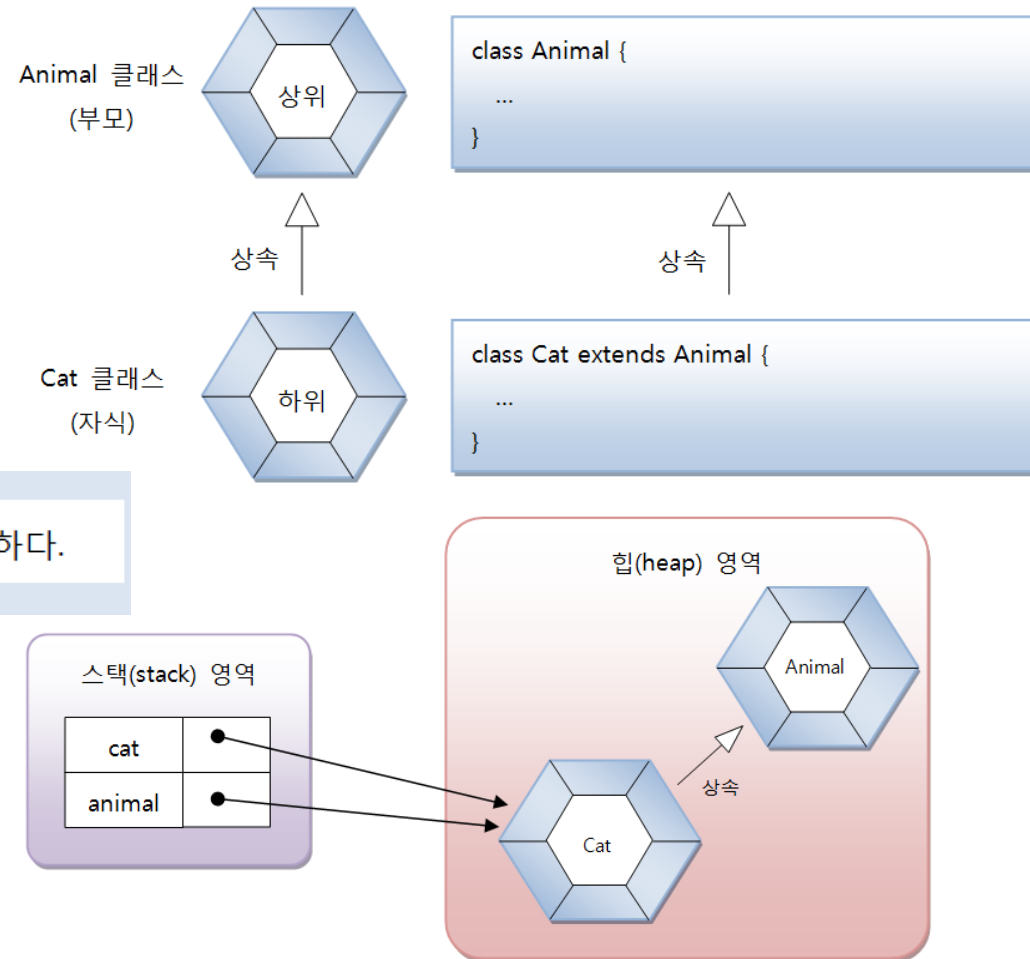 Animal 클래스
(부모)
상위
class Animal {
...
}
상속
상속
Cat 클래스
(자식)
하위
class Cat extends Animal {
...
}
하다.
스택(stack) 영역
cat
animal
힙(heap) 영역
Animal
상속
Cat